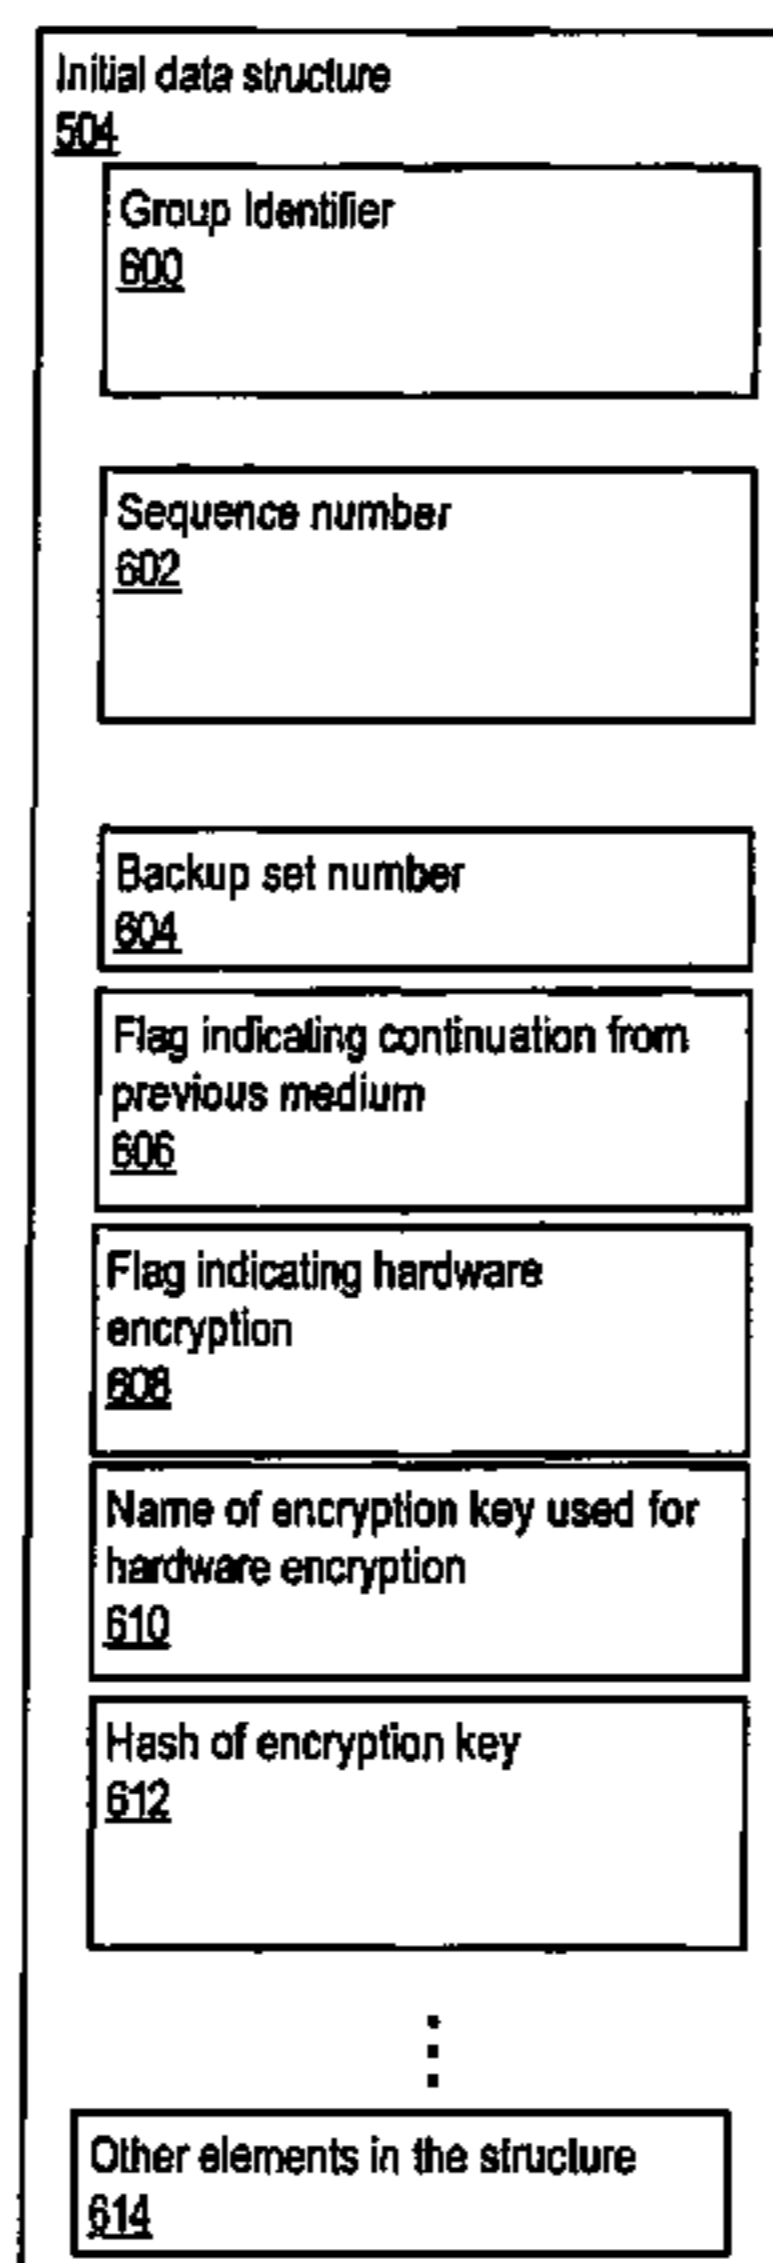 Initial data structure
504
Group Identifier
600
Sequence number
602
Backup set number
604
Flag indicating continuation from
previous medium
606
Flag indicating hardware
encryption
608
Name of encryption key used for
hardware encryption
610
Hash of encryption key
612
Other elements in the structure
614